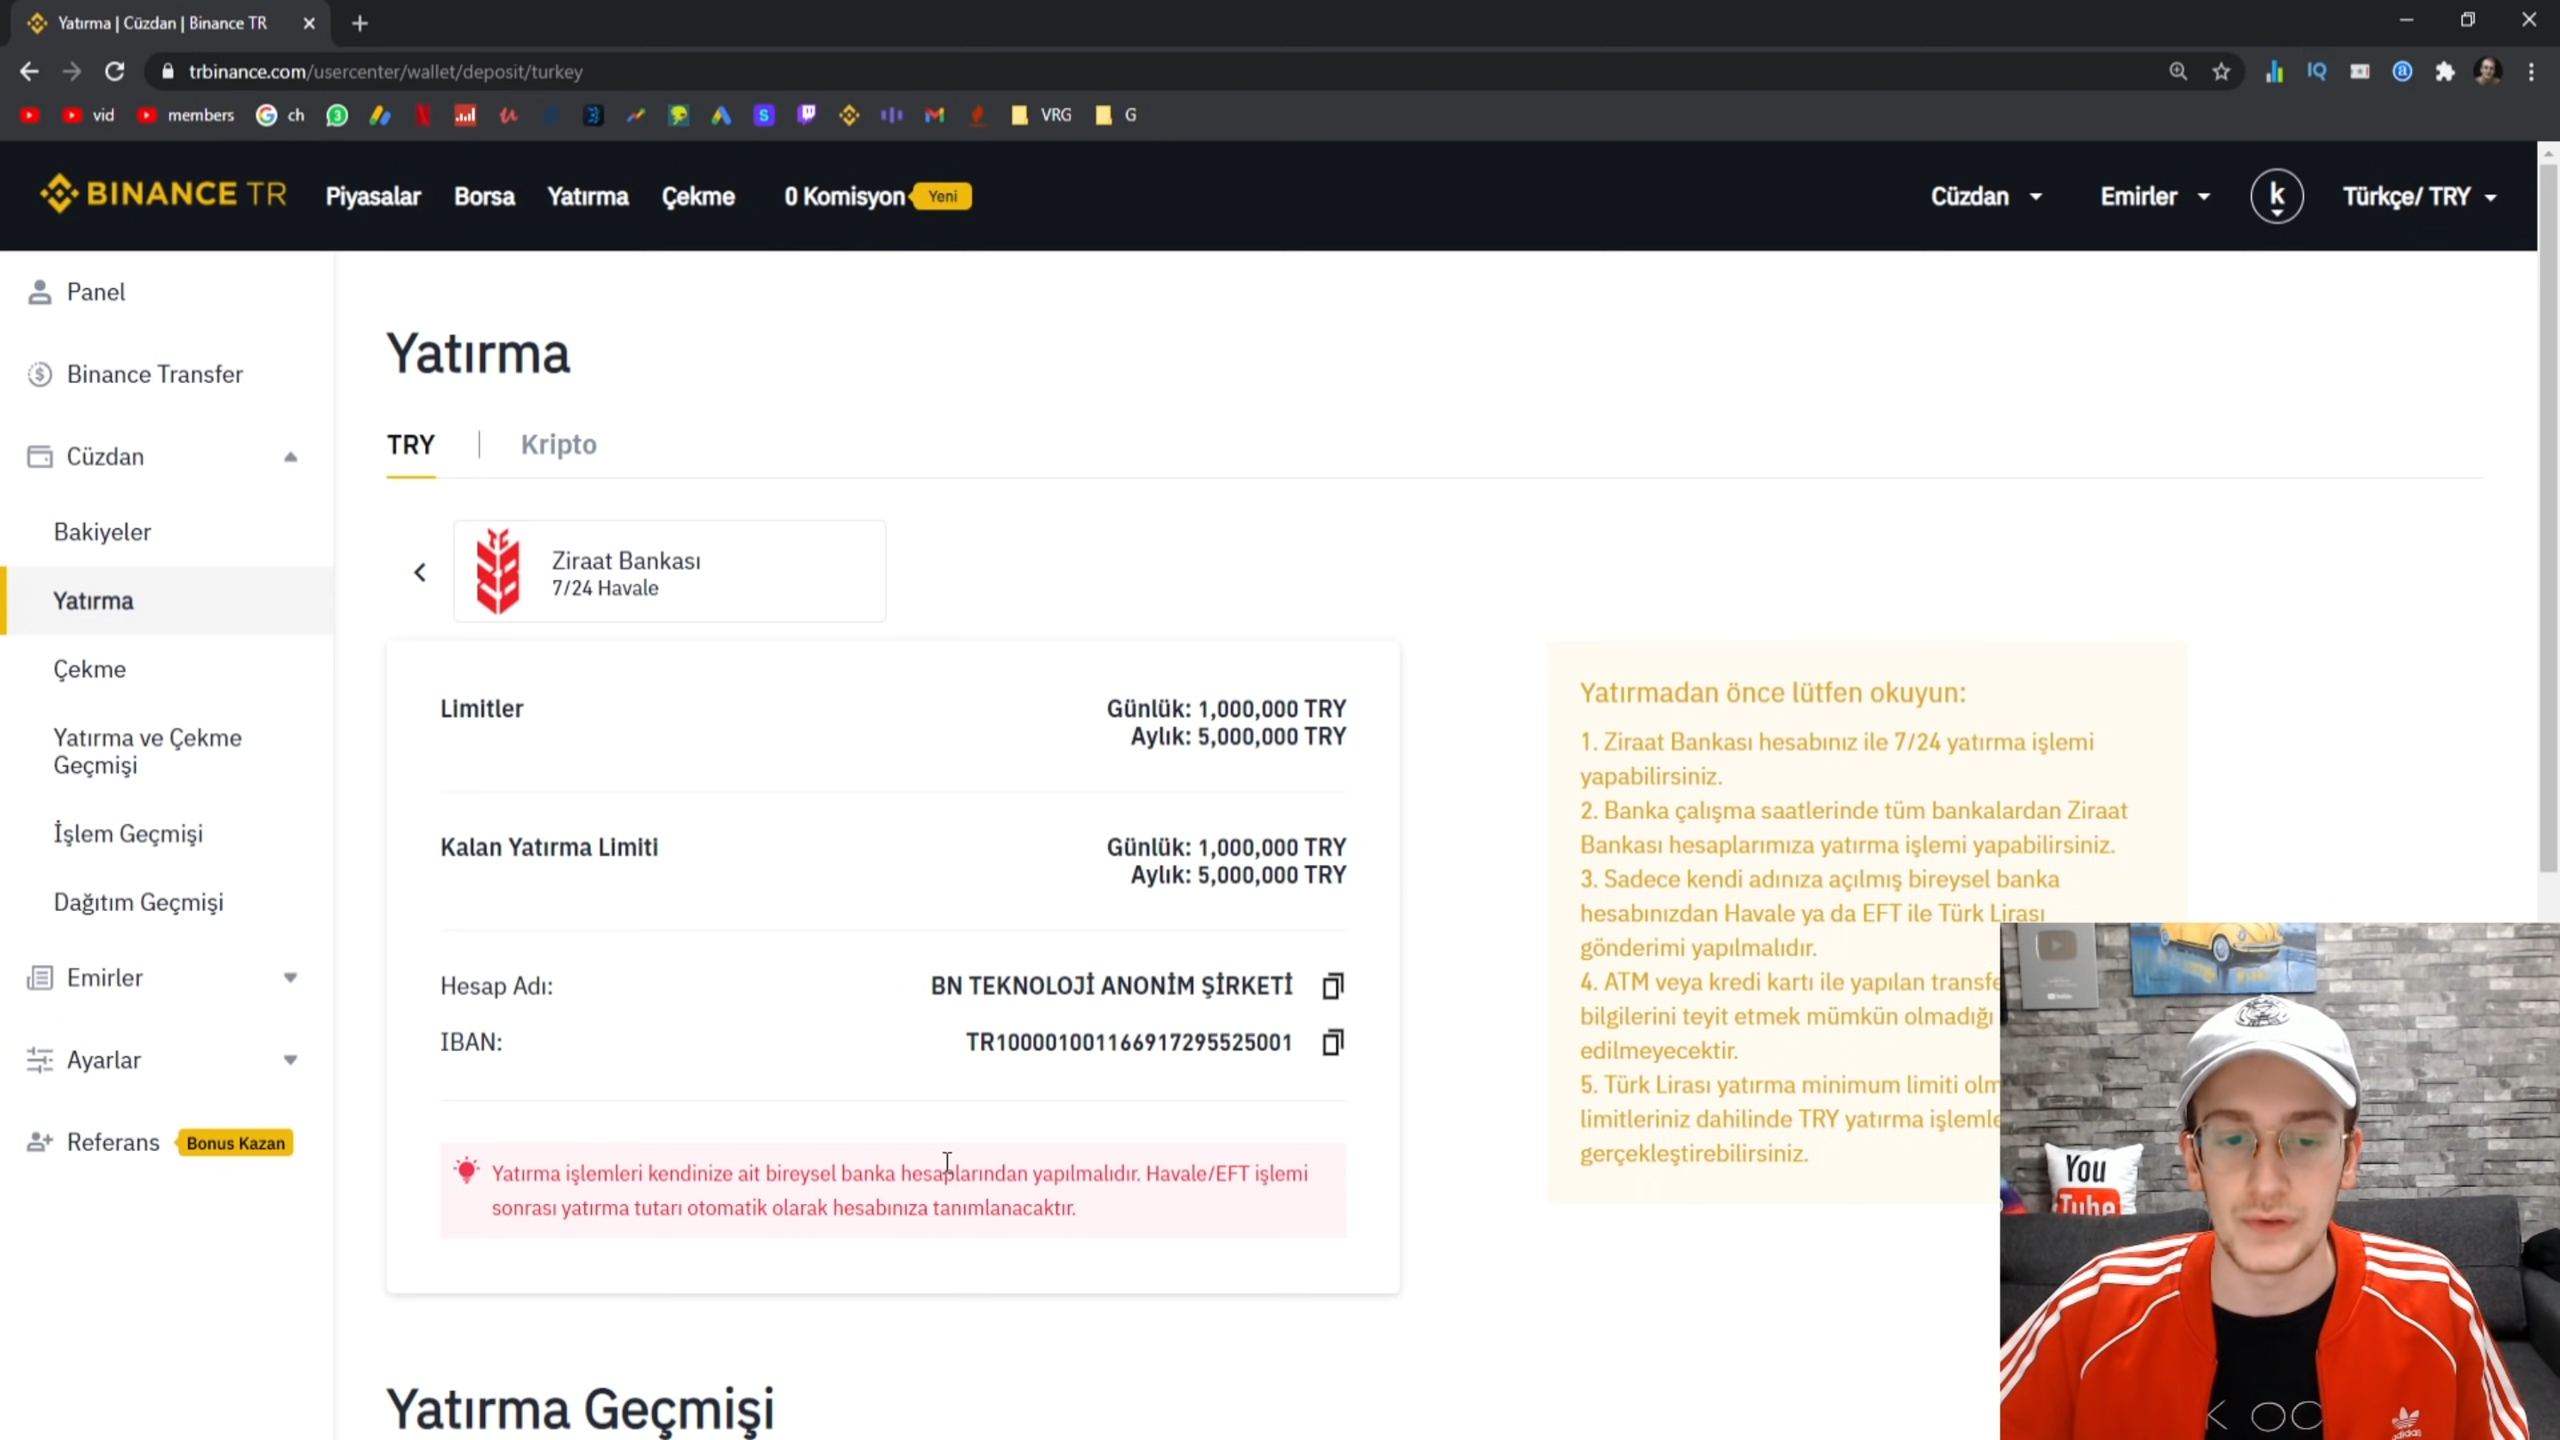 Yatırma | Cüzdan | Binance TR
trbinance.com/usercenter/wallet/deposit/turkey
vid
members
ch
VRG
G
BINANCE TR
Piyasalar
Borsa
Yatırma
Çekme
0 Komisyon
Yeni
Cüzdan
Emirler
k
Türkçe/ TRY
Panel
Binance Transfer
Cüzdan
Bakiyeler
Yatırma
Çekme
Yatırma ve Çekme
Geçmişi
İşlem Geçmişi
Dağıtım Geçmişi
Emirler
Ayarlar
Referans
Bonus Kazan
Yatırma
TRY
Kripto
Ziraat Bankası
7/24 Havale
Limitler
Günlük: 1,000,000 TRY
Aylık: 5,000,000 TRY
Kalan Yatırma Limiti
Günlük: 1,000,000 TRY
Aylık: 5,000,000 TRY
Hesap Adı:
BN TEKNOLOJİ ANONİM ŞİRKETİ
IBAN:
TR100001001166917295525001
Yatırma işlemleri kendinize ait bireysel banka hesaplarından yapılmalıdır. Havale/EFT işlemi
sonrası yatırma tutarı otomatik olarak hesabınıza tanımlanacaktır.
Yatırma Geçmişi
Yatırmadan önce lütfen okuyun:
1. Ziraat Bankası hesabınız ile 7/24 yatırma işlemi
yapabilirsiniz.
2. Banka çalışma saatlerinde tüm bankalardan Ziraat
Bankası hesaplarımıza yatırma işlemi yapabilirsiniz.
3. Sadece kendi adınıza açılmış bireysel banka
hesabınızdan Havale ya da EFT ile Türk Lirası
gönderimi yapılmalıdır.
4. ATM veya kredi kartı ile yapılan transfe
bilgilerini teyit etmek mümkün olmadığı
edilmeyecektir.
5. Türk Lirası yatırma minimum limiti olm
limitleriniz dahilinde TRY yatırma işlemle
gerçekleştirebilirsiniz.
You
Tube
adidas